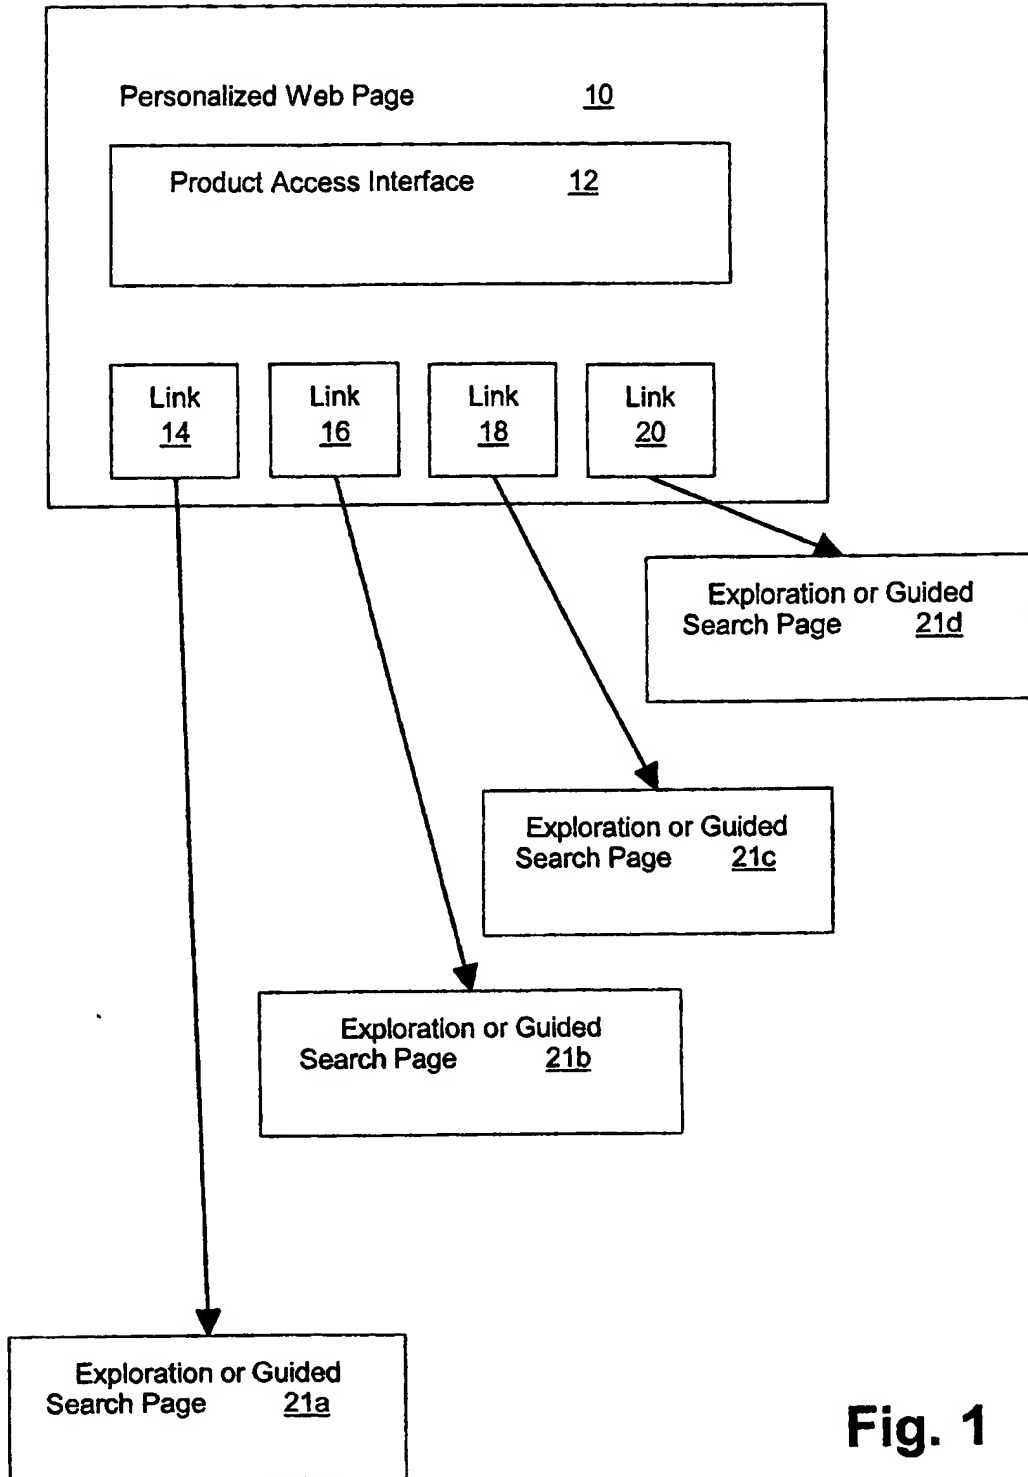 Personalized Web Page 10
Product Access Interface 12
Link
14
Link
16
Link
18
Link
20
Exploration or Guided
Search Page 21d
Exploration or Guided
Search Page 21c
Exploration or Guided
Search Page 21b
Exploration or Guided
Search Page 21a
Fig. 1